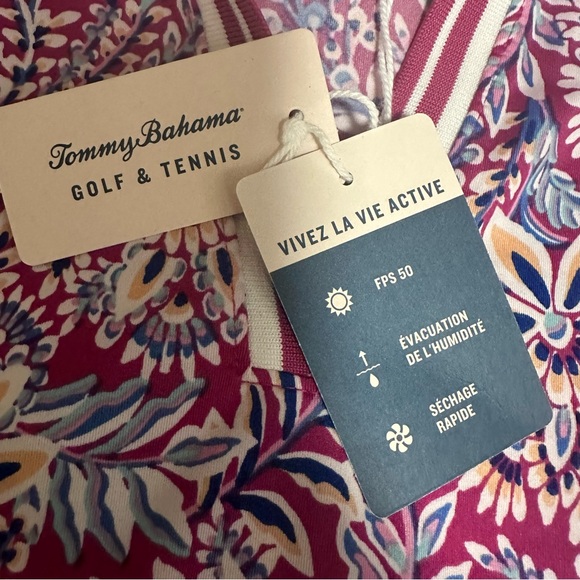 Tommy Bahama
GOLF & TENNIS
VIVEZ LA VIE ACTIVE
FPS 50
ÉVACUATION
DE L'HUMIDITÉ
SÉCHAGE
RAPIDE